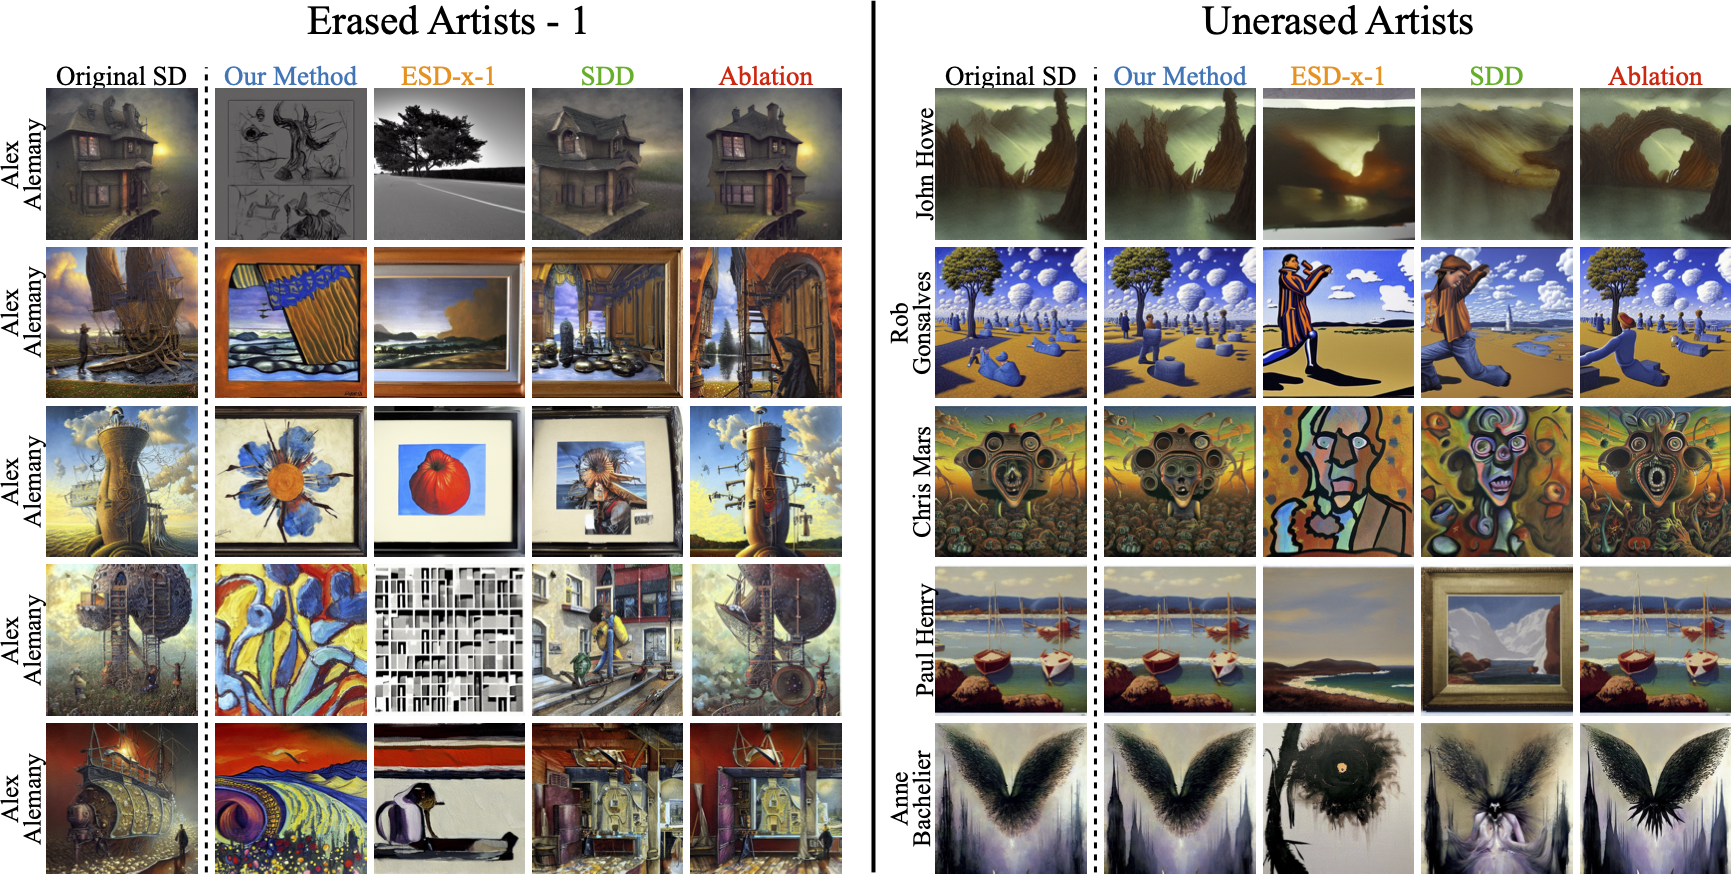 Erased Artists - 1
Unerased Artists
Original SD
Our Method
ESD-x-1
SDD
Ablation
Original SD
Our Method
ESD-x-1
SDD
Ablation
Alex
Alemany
Alex
Alemany
Alex
Alemany
Alex
Alemany
Alex
Alemany
John Howe
Rob
Gonsalves
Chris Mars
Paul Henry
Anne
Bachelier